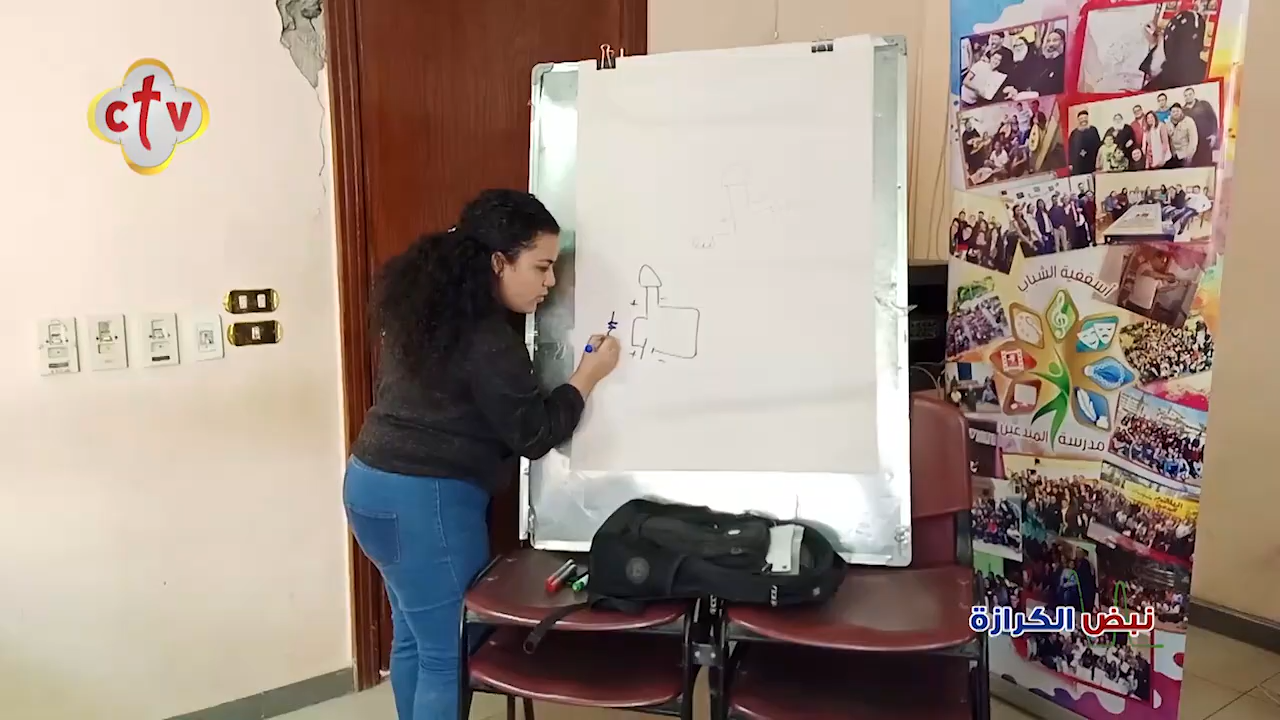 ctv
أسقفية الشباب
مدرسة المبدعين
نبض الكرازة